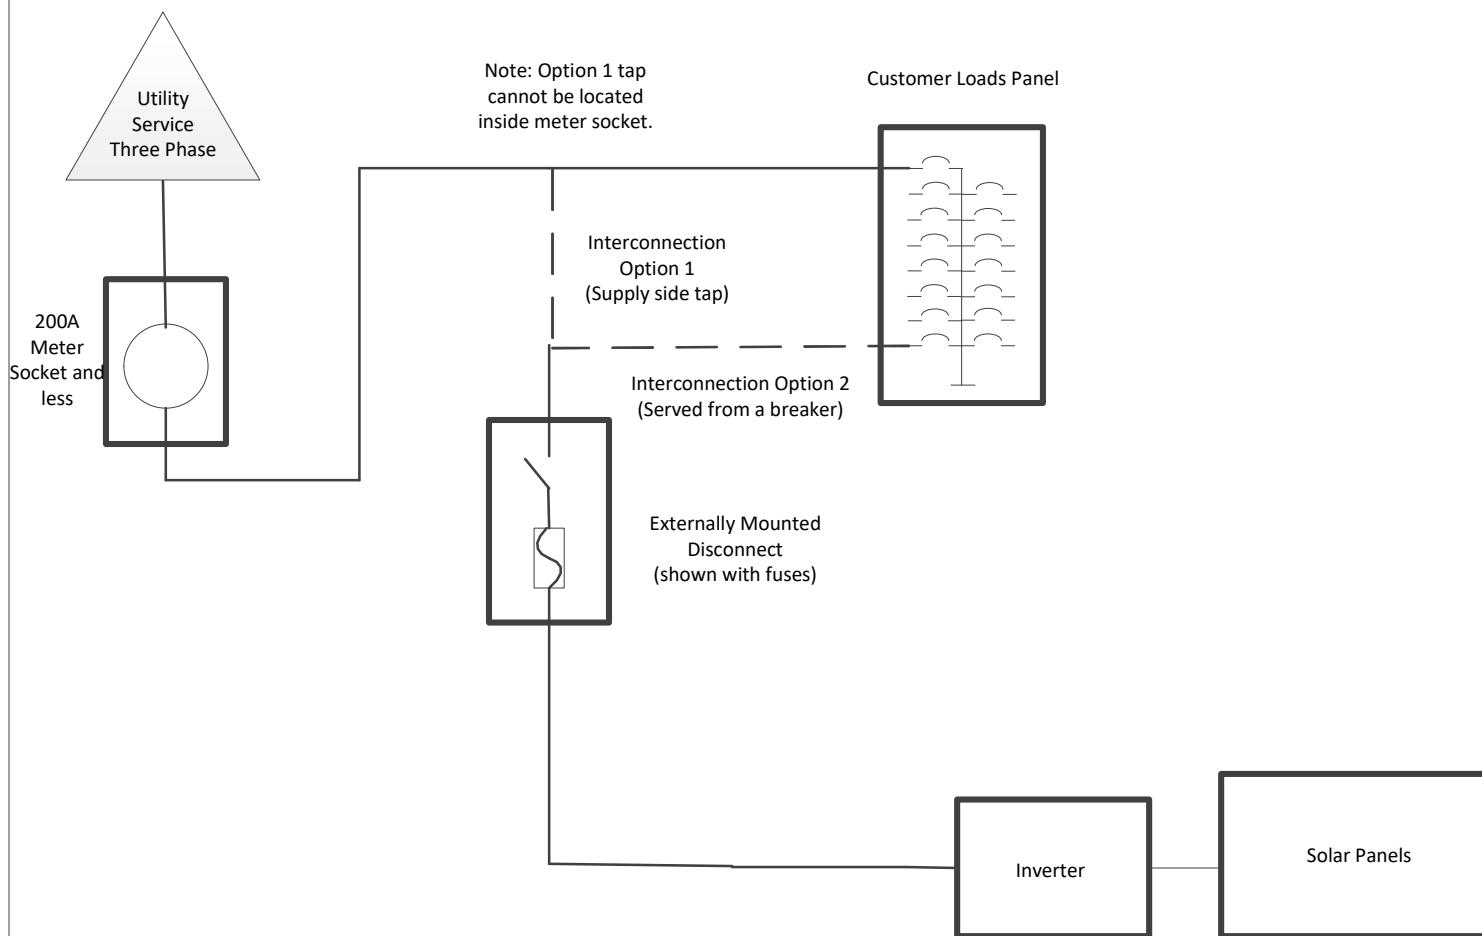 Utility
Service
Three Phase
Note: Option 1 tap
cannot be located
inside meter socket.
Customer Loads Panel
Interconnection
Option 1
(Supply side tap)
200A
Meter
Socket and
less
Interconnection Option 2
(Served from a breaker)
Externally Mounted
Disconnect
(shown with fuses)
Inverter
Solar Panels